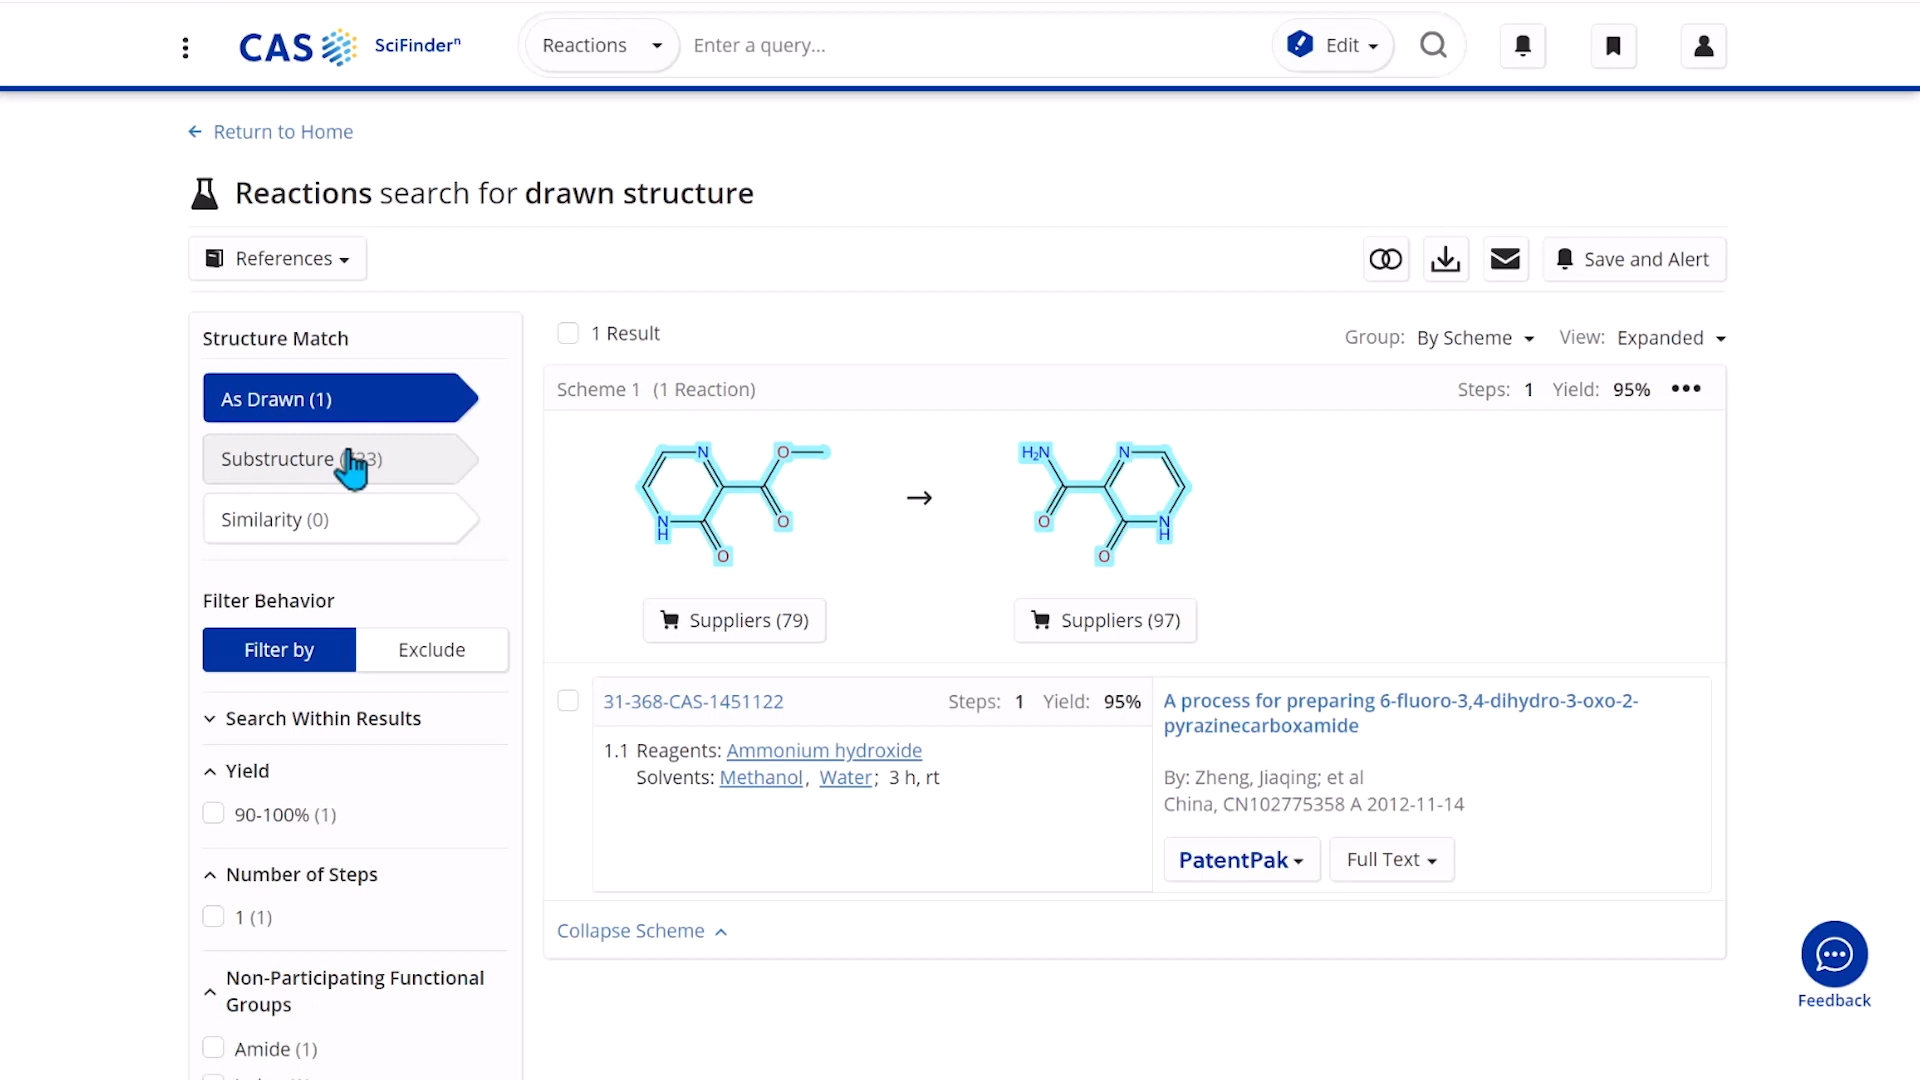 CAS SciFinderⁿ
Reactions
Enter a query...
Edit
Return to Home
Reactions search for drawn structure
References
Save and Alert
Structure Match
As Drawn (1)
Substructure
Similarity (0)
Filter Behavior
Filter by
Exclude
Search Within Results
Yield
90-100% (1)
Number of Steps
1 (1)
Non-Participating Functional
Groups
Amide (1)
1 Result
Group: By Scheme
View: Expanded
Scheme 1 (1 Reaction)
Steps: 1 Yield: 95%
N O
N H O O
→
H₂N N
O N H O
Suppliers (79)
Suppliers (97)
31-368-CAS-1451122
Steps: 1 Yield: 95%
1.1 Reagents: Ammonium hydroxide
Solvents: Methanol, Water; 3 h, rt
A process for preparing 6-fluoro-3,4-dihydro-3-oxo-2-
pyrazinecarboxamide
By: Zheng, Jiaqing; et al
China, CN102775358 A 2012-11-14
PatentPak
Full Text
Collapse Scheme
Feedback